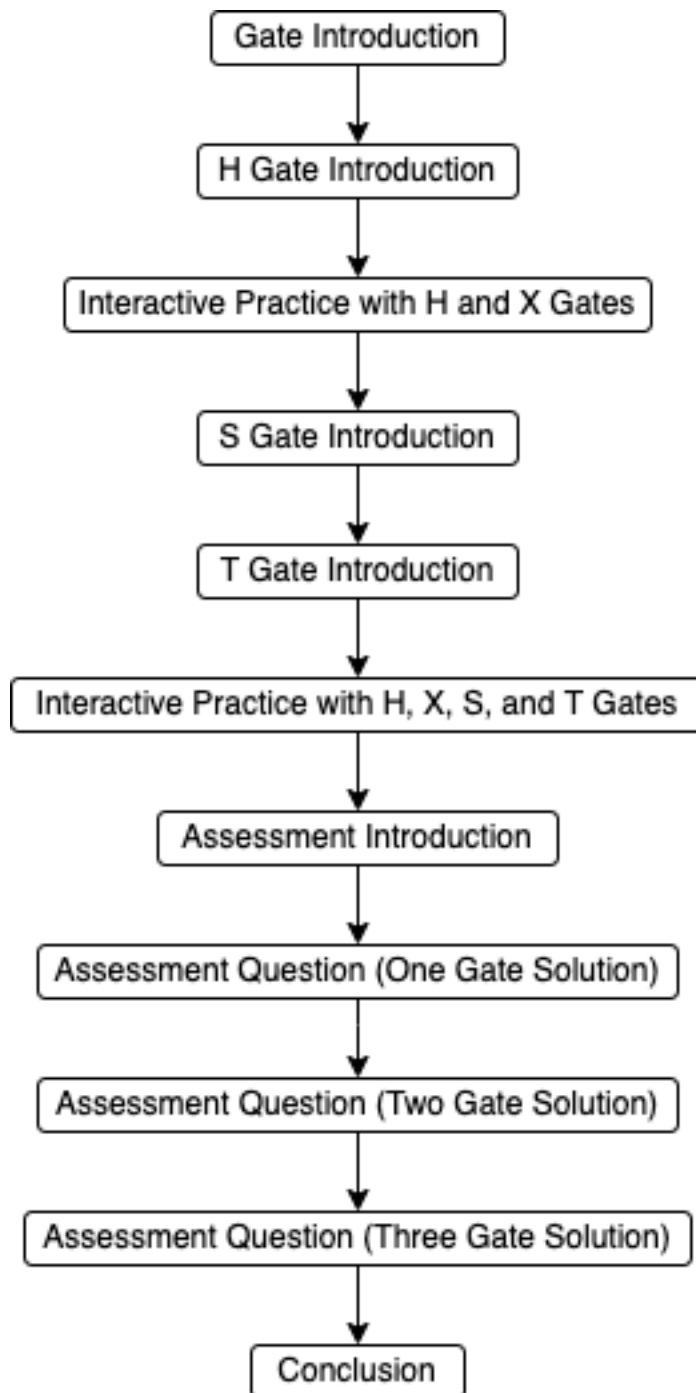 Gate Introduction
H Gate Introduction
Interactive Practice with H and X Gates
S Gate Introduction
T Gate Introduction
Interactive Practice with H, X, S, and T Gates
Assessment Introduction
Assessment Question (One Gate Solution)
Assessment Question (Two Gate Solution)
Assessment Question (Three Gate Solution)
Conclusion